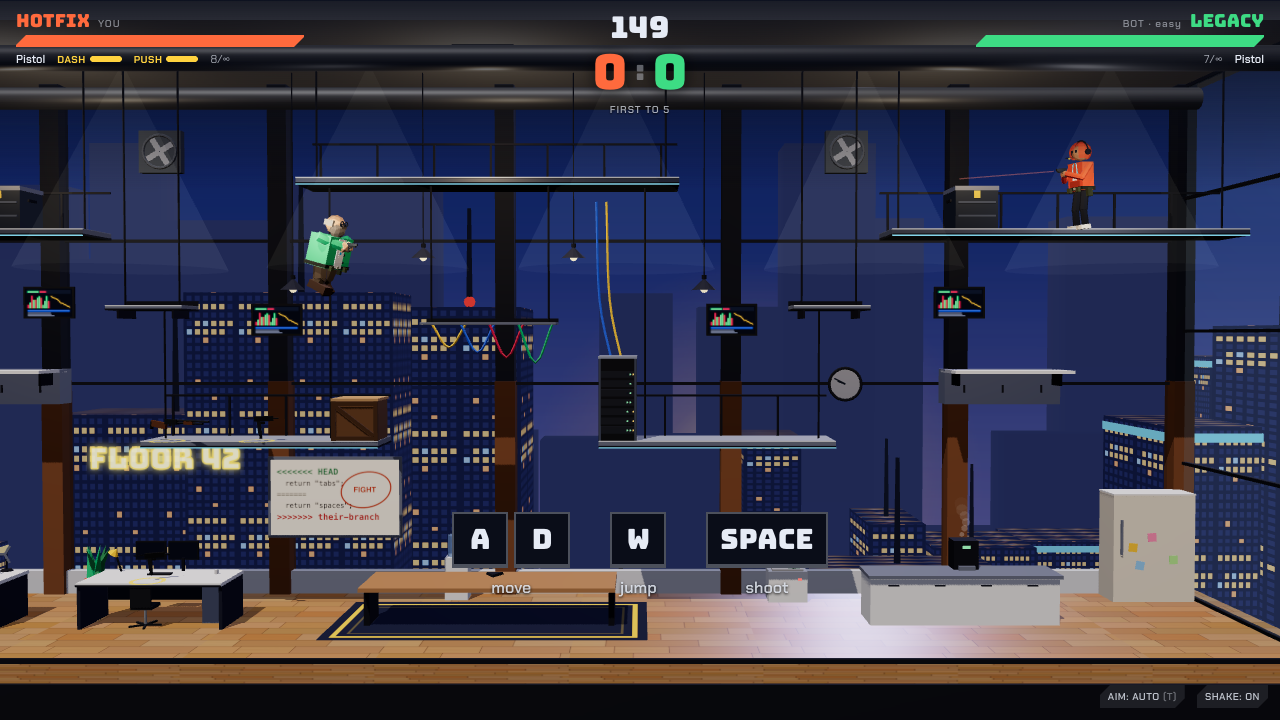 HOTFIX YOU
149
BOT · easy LEGACY
Pistol DASH PUSH 8/∞
0 : 0
7/∞ Pistol
FIRST TO 5
FLOOR 42
<<<<<<< HEAD
return "tabs";
=======
return "spaces";
>>>>>>> their-branch
FIGHT
A D W SPACE
move jump shoot
AIM: AUTO [T] SHAKE: ON